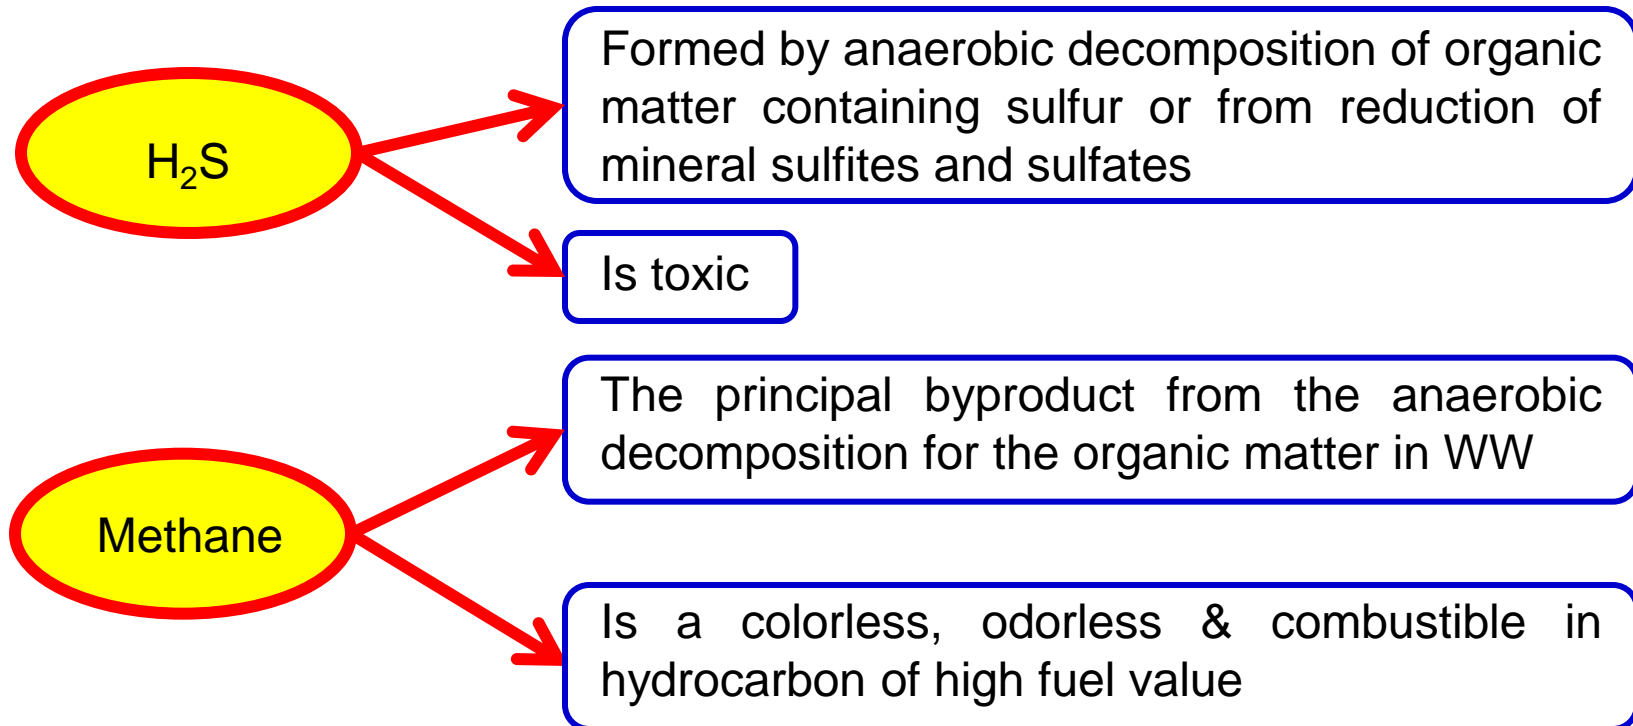 H₂S
Formed by anaerobic decomposition of organic
matter containing sulfur or from reduction of
mineral sulfites and sulfates
Is toxic
Methane
The principal byproduct from the anaerobic
decomposition for the organic matter in WW
Is a colorless, odorless & combustible in
hydrocarbon of high fuel value